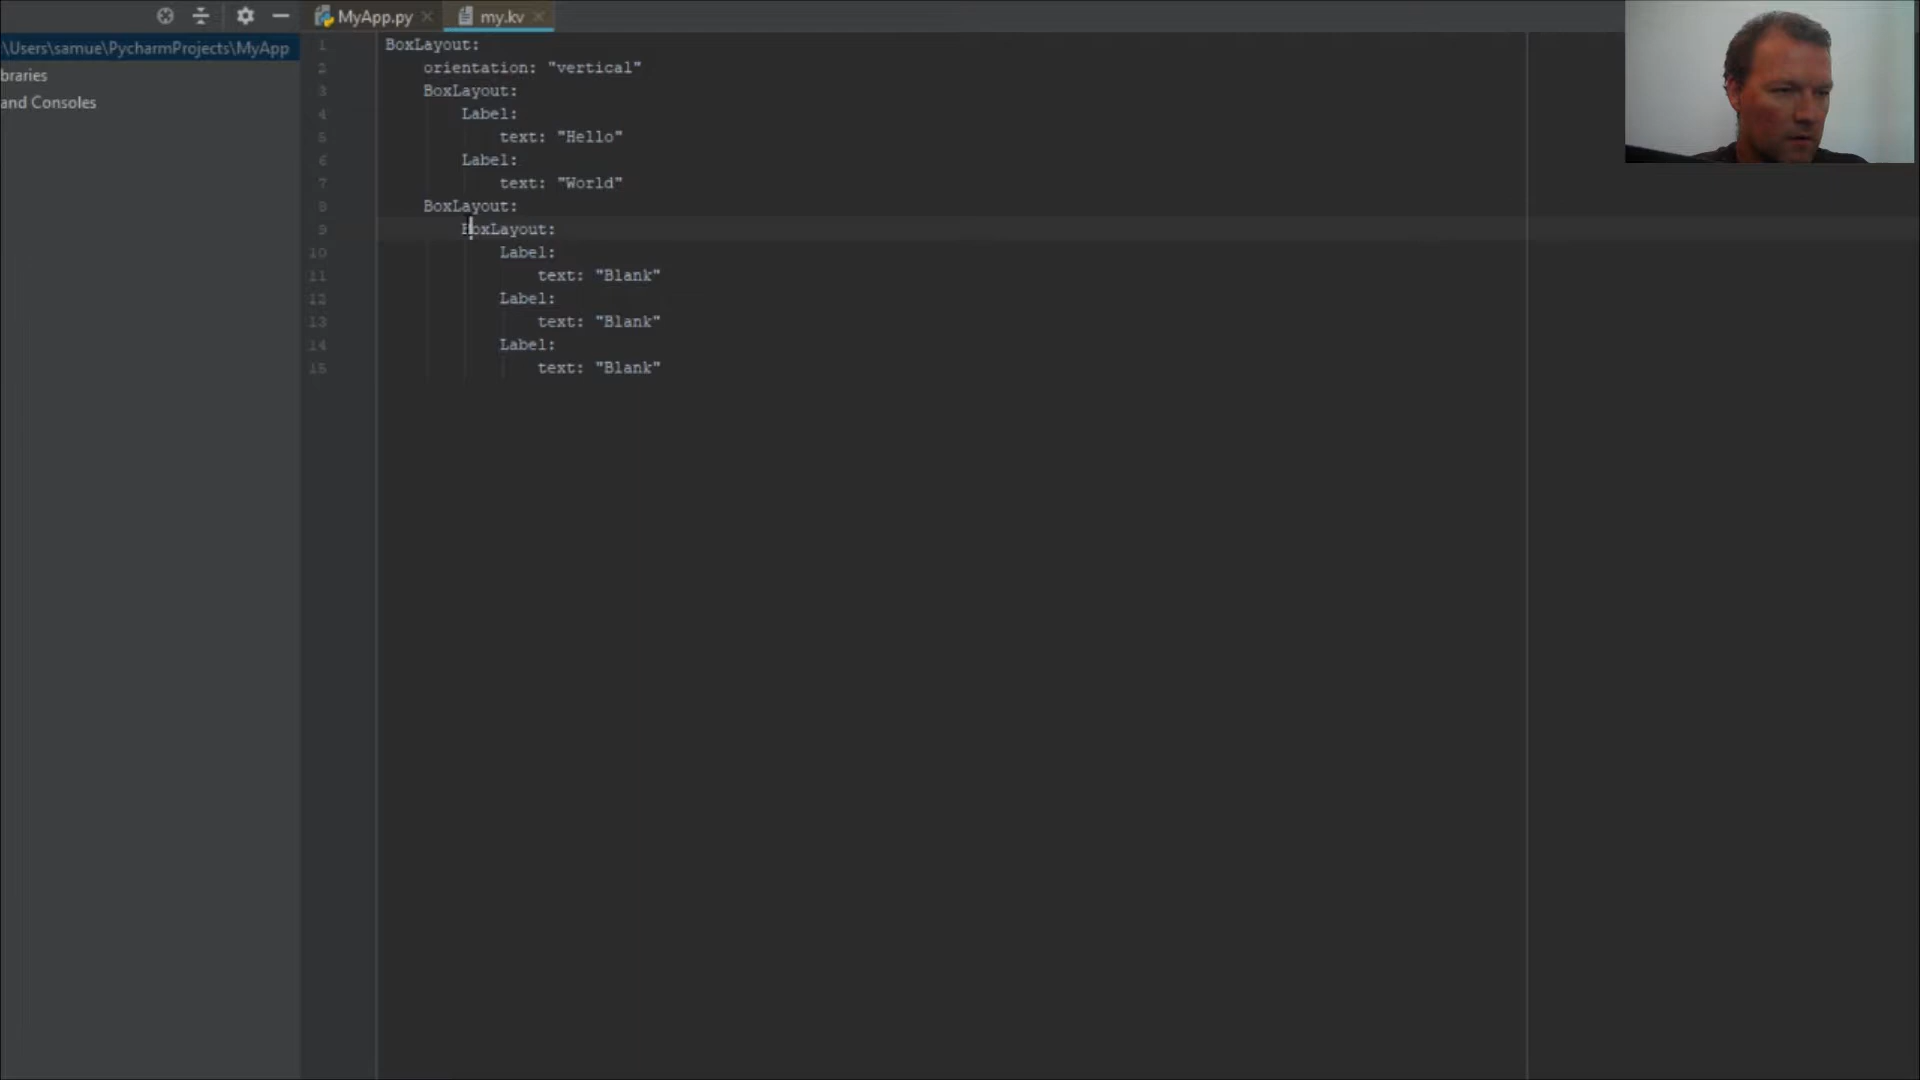 MyApp.py
my.kv
\Users\samue\PycharmProjects\MyApp
braries
and Consoles
1 BoxLayout:
2 orientation: "vertical"
3 BoxLayout:
4 Label:
5 text: "Hello"
6 Label:
7 text: "World"
8 BoxLayout:
9 BoxLayout:
10 Label:
11 text: "Blank"
12 Label:
13 text: "Blank"
14 Label:
15 text: "Blank"